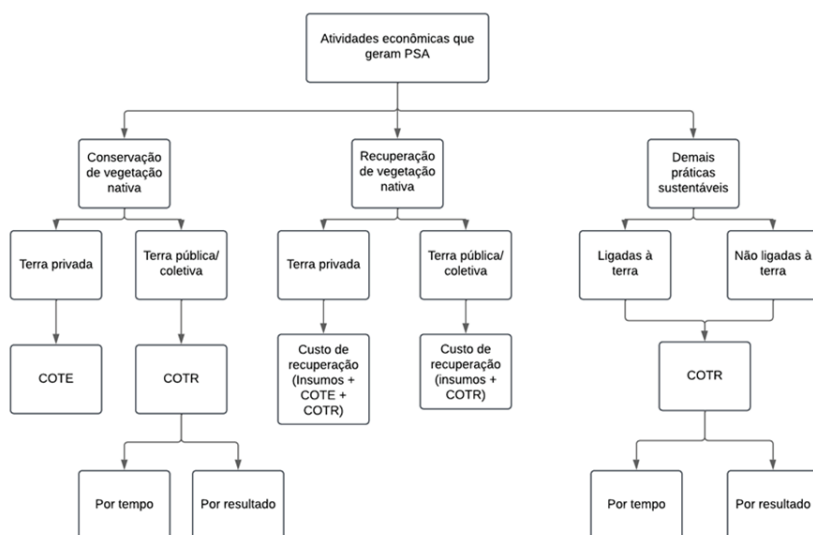 Atividades econômicas que
geram PSA
Conservação
de vegetação
nativa
Recuperação
de vegetação
nativa
Demais
práticas
sustentáveis
Terra privada
Terra pública/
coletiva
Terra privada
Terra pública/
coletiva
Ligadas à
terra
Não ligadas à
terra
COTE
COTR
Custo de
recuperação
(Insumos +
COTE +
COTR)
Custo de
recuperação
(insumos +
COTR)
COTR
Por tempo
Por resultado
Por tempo
Por resultado